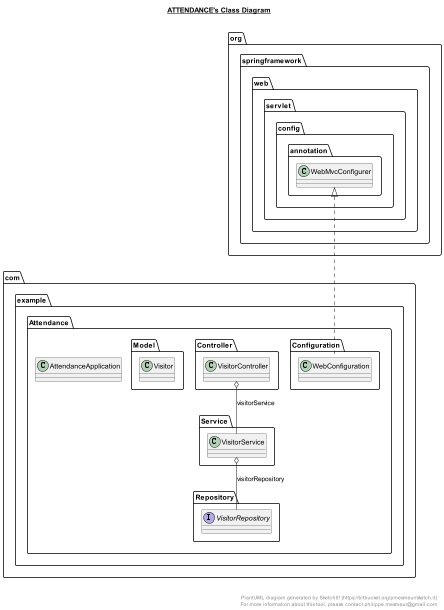 ATTENDANCE's Class Diagram
org
springframework
web
servlet
config
annotation
C WebMvcConfigurer
com
example
Attendance
Model
Controller
Configuration
C AttendanceApplication
C Visitor
C VisitorController
C WebConfiguration
visitorService
Service
C VisitorService
visitorRepository
Repository
I VisitorRepository
PlantUML diagram generated by SketchIt! (https://bitbucket.org/pmesmeur/sketch.it)
For more information about this tool, please contact philippe.mesmeur@gmail.com